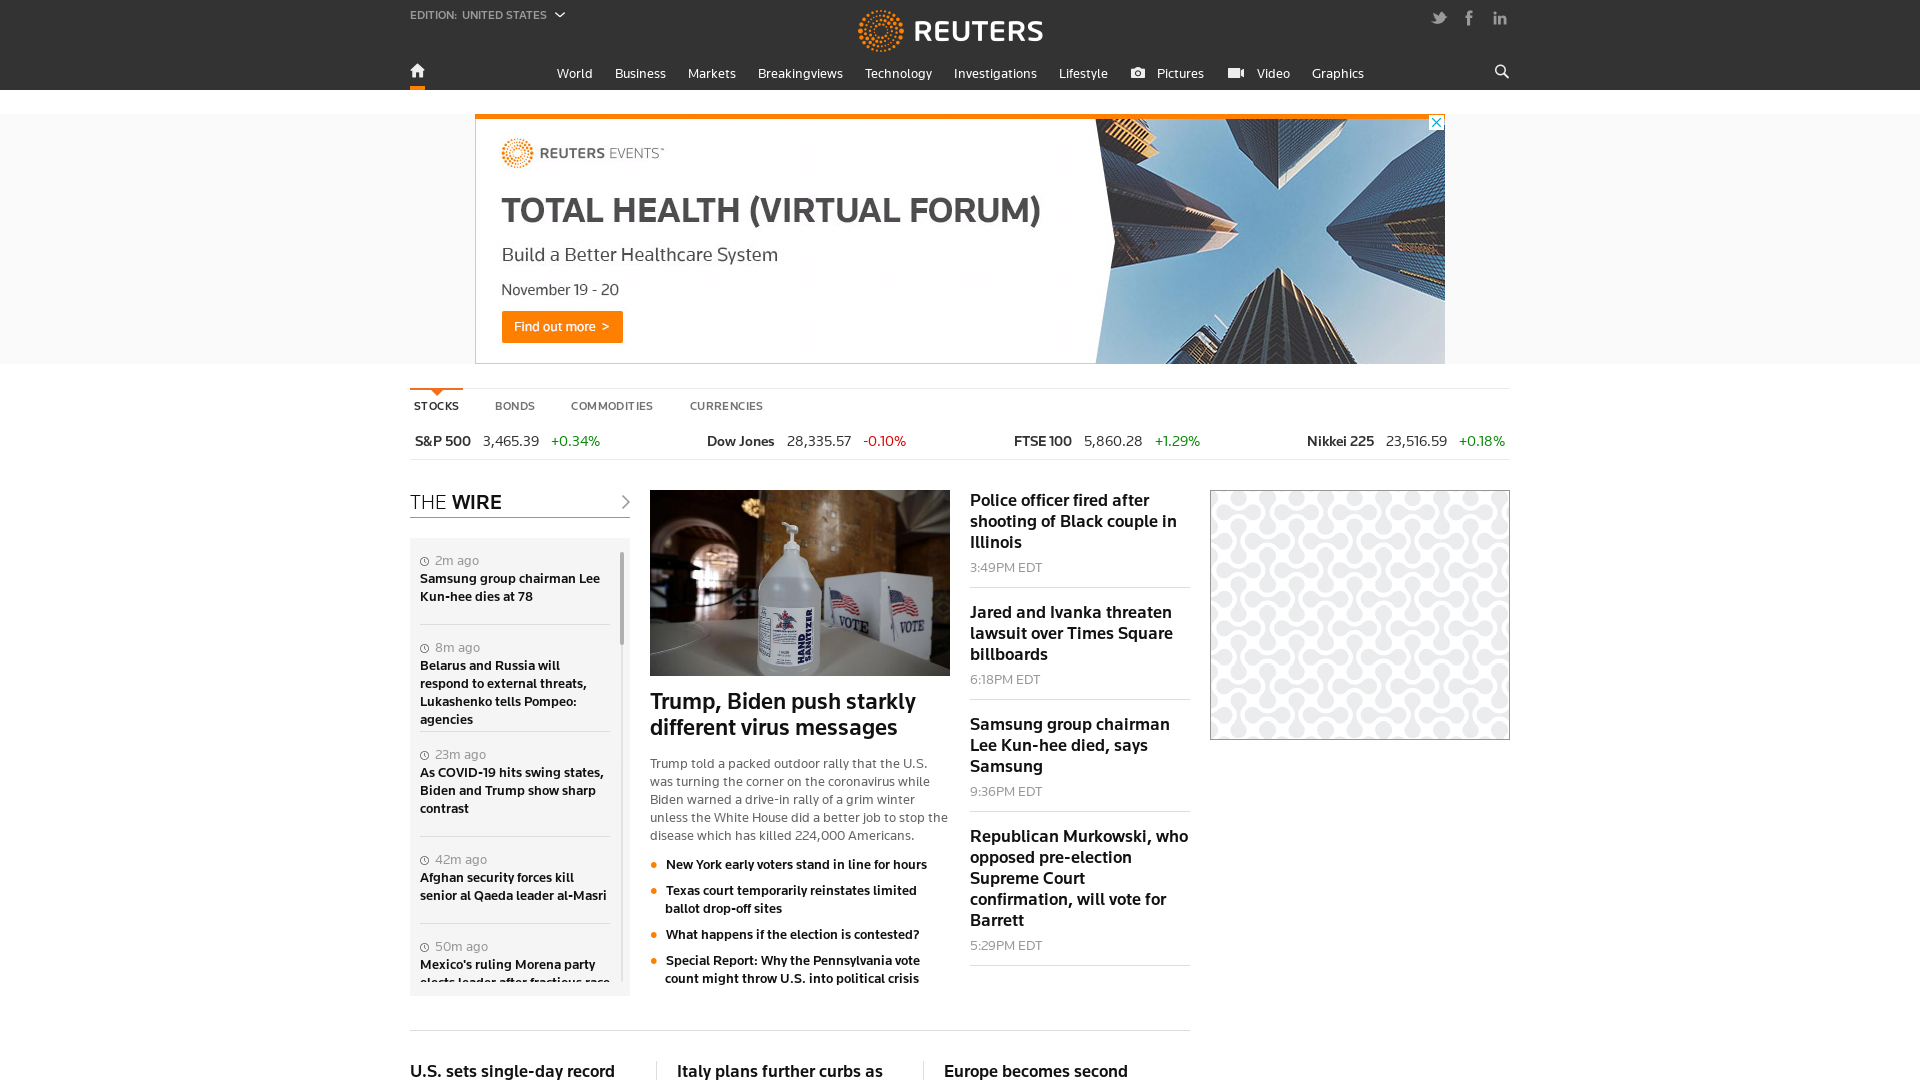 EDITION: UNITED STATES
REUTERS
World Business Markets Breakingviews Technology Investigations Lifestyle Pictures Video Graphics
REUTERS EVENTS™
TOTAL HEALTH (VIRTUAL FORUM)
Build a Better Healthcare System
November 19 - 20
Find out more >
STOCKS BONDS COMMODITIES CURRENCIES
S&P 500 3,465.39 +0.34% Dow Jones 28,335.57 -0.10% FTSE 100 5,860.28 +1.29% Nikkei 225 23,516.59 +0.18%
THE WIRE
2m ago
Samsung group chairman Lee
Kun-hee dies at 78
8m ago
Belarus and Russia will
respond to external threats,
Lukashenko tells Pompeo:
agencies
23m ago
As COVID-19 hits swing states,
Biden and Trump show sharp
contrast
42m ago
Afghan security forces kill
senior al Qaeda leader al-Masri
50m ago
Mexico's ruling Morena party
elects leader after fractious race
VOTE
VOTE
HAND
SANITIZER
Trump, Biden push starkly
different virus messages
Trump told a packed outdoor rally that the U.S.
was turning the corner on the coronavirus while
Biden warned a drive-in rally of a grim winter
unless the White House did a better job to stop the
disease which has killed 224,000 Americans.
New York early voters stand in line for hours
Texas court temporarily reinstates limited
ballot drop-off sites
What happens if the election is contested?
Special Report: Why the Pennsylvania vote
count might throw U.S. into political crisis
Police officer fired after
shooting of Black couple in
Illinois
3:49PM EDT
Jared and Ivanka threaten
lawsuit over Times Square
billboards
6:18PM EDT
Samsung group chairman
Lee Kun-hee died, says
Samsung
9:36PM EDT
Republican Murkowski, who
opposed pre-election
Supreme Court
confirmation, will vote for
Barrett
5:29PM EDT
U.S. sets single-day record
Italy plans further curbs as
Europe becomes second